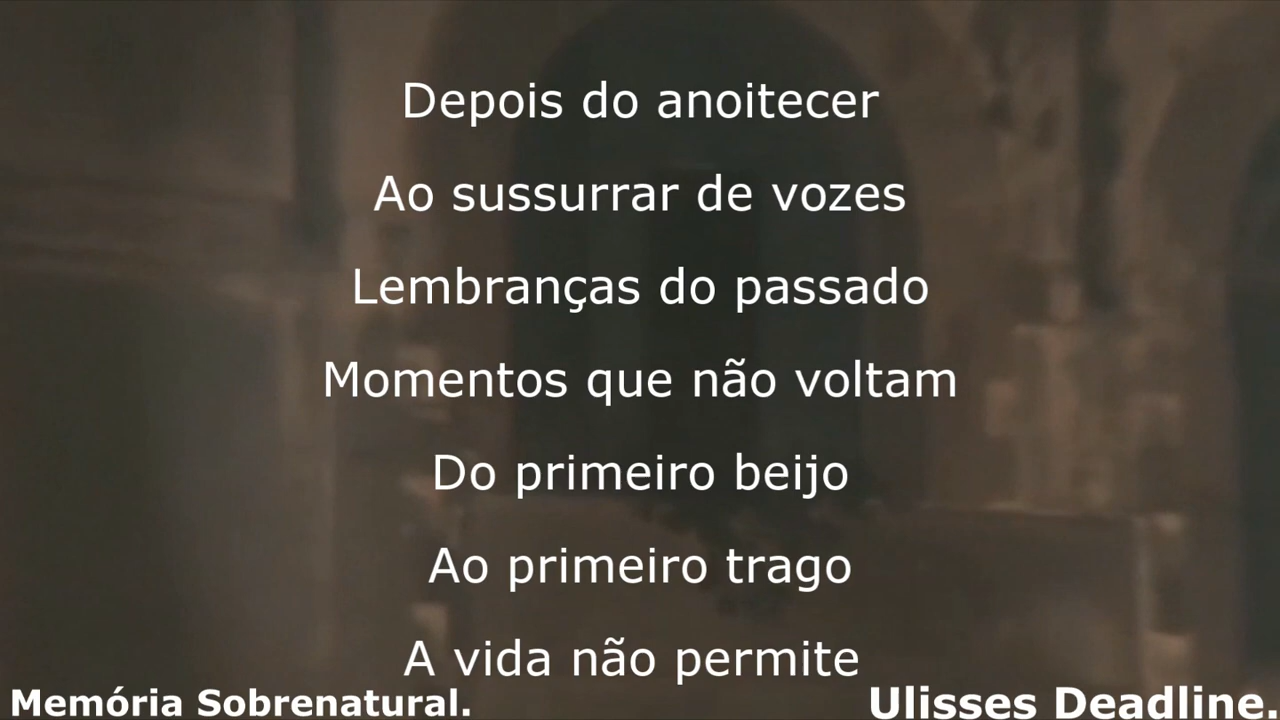 Depois do anoitecer
Ao sussurrar de vozes
Lembranças do passado
Momentos que não voltam
Do primeiro beijo
Ao primeiro trago
A vida não permite
Memória Sobrenatural.
Ulisses Deadline.